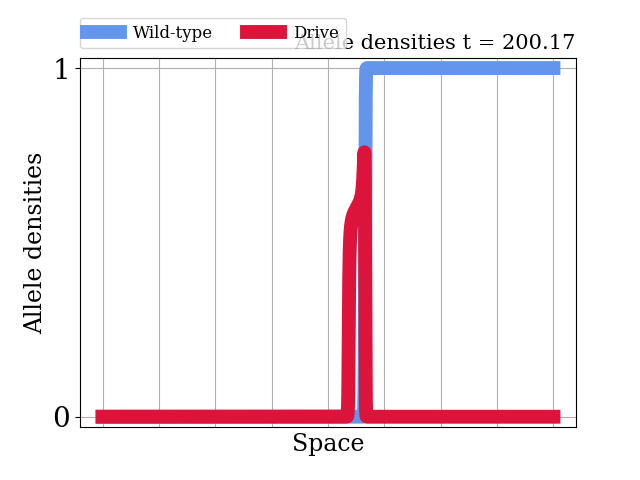 Wild-type Drive
Allele densities t = 200.17
1
Allele densities
0
Space